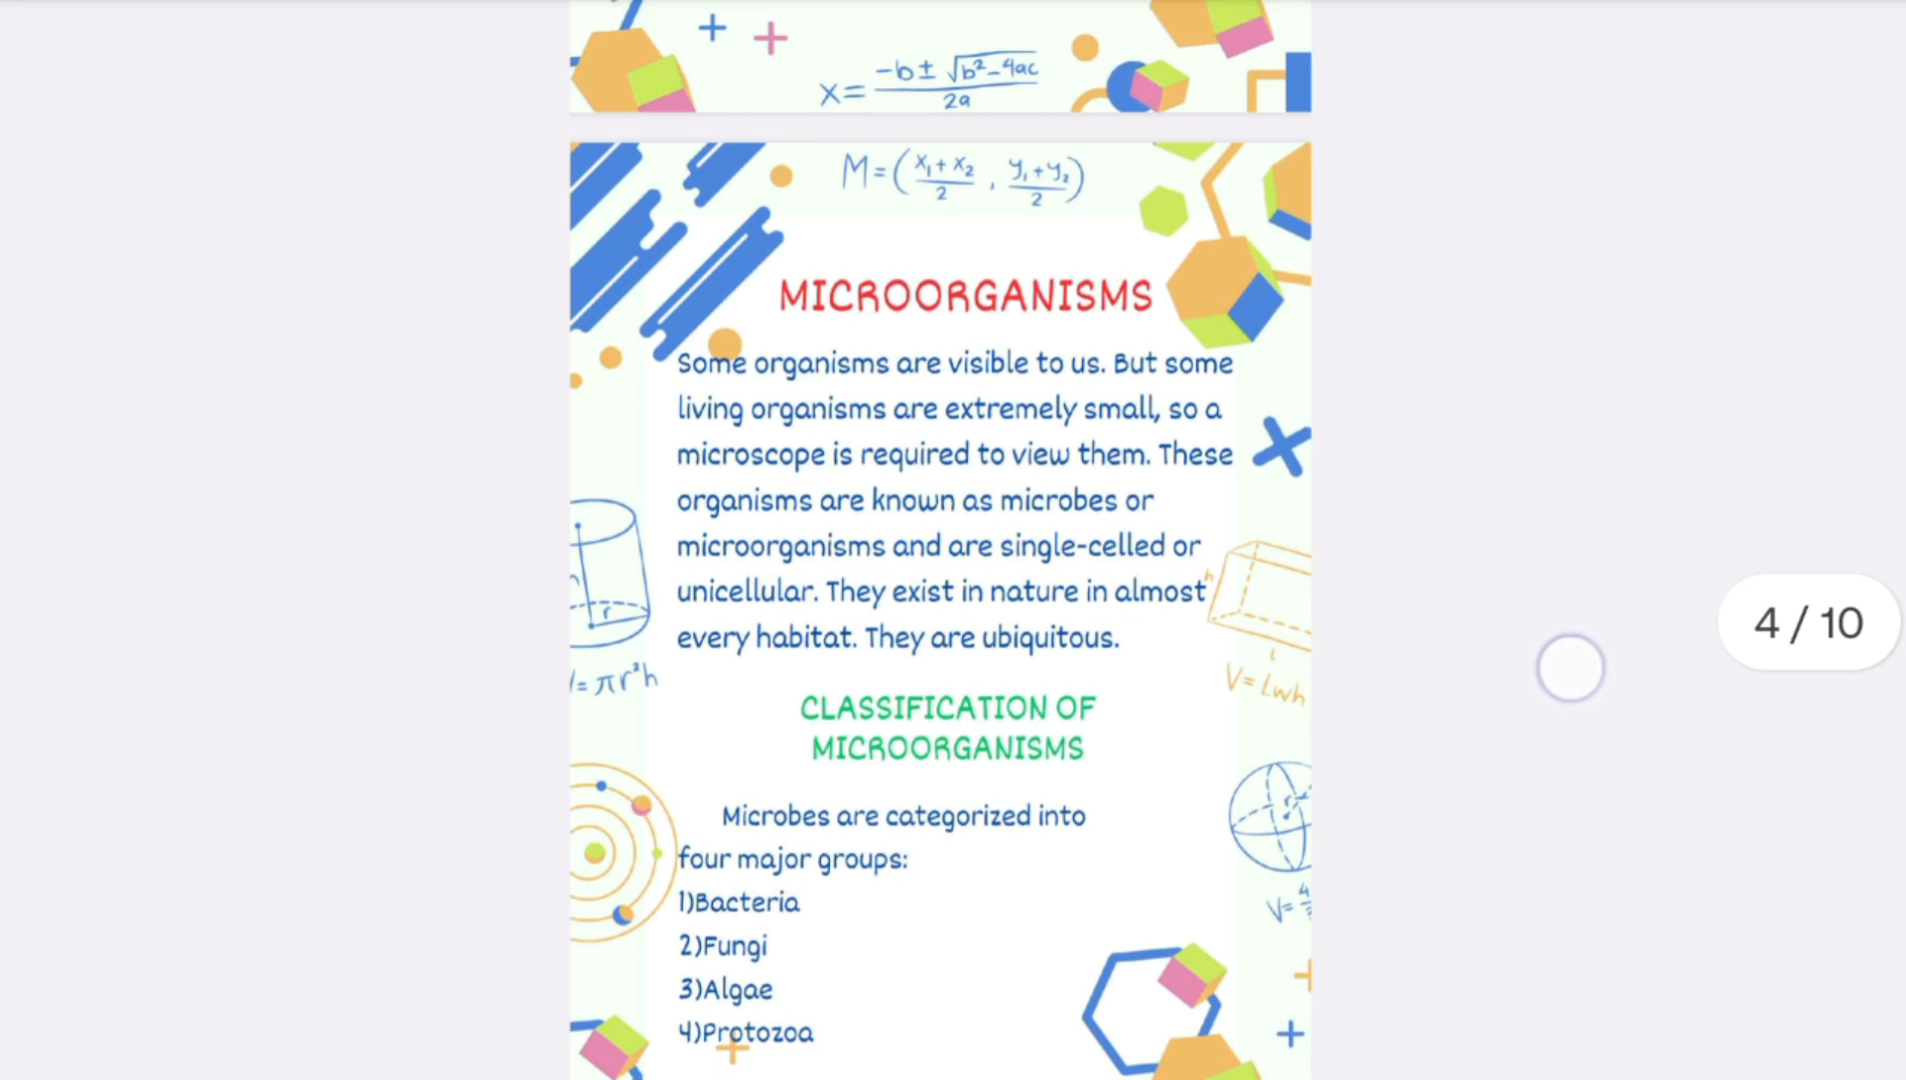 x = -b ± √b² - 4ac / 2a
M = ( x₁ + x₂ / 2 , y₁ + y₂ / 2 )
MICROORGANISMS
Some organisms are visible to us. But some
living organisms are extremely small, so a
microscope is required to view them. These
organisms are known as microbes or
microorganisms and are single-celled or
unicellular. They exist in nature in almost
every habitat. They are ubiquitous.
h
r
= πr²h
h
l
V= Lwh
CLASSIFICATION OF
MICROORGANISMS
Microbes are categorized into
four major groups:
1)Bacteria
2)Fungi
3)Algae
4)Protozoa
r
V= 4
4 / 10